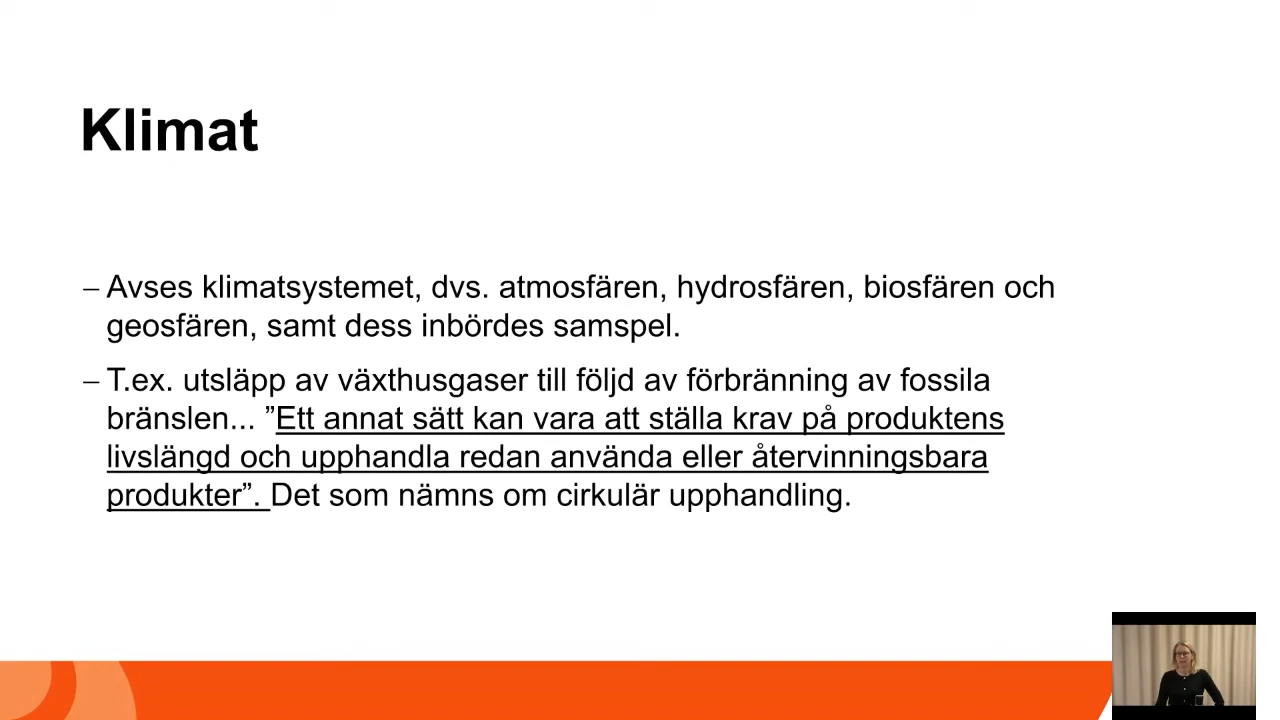 Klimat
– Avses klimatsystemet, dvs. atmosfären, hydrosfären, biosfären och
geosfären, samt dess inbördes samspel.
– T.ex. utsläpp av växthusgaser till följd av förbränning av fossila
bränslen... ”Ett annat sätt kan vara att ställa krav på produktens
livslängd och upphandla redan använda eller återvinningsbara
produkter”. Det som nämns om cirkulär upphandling.